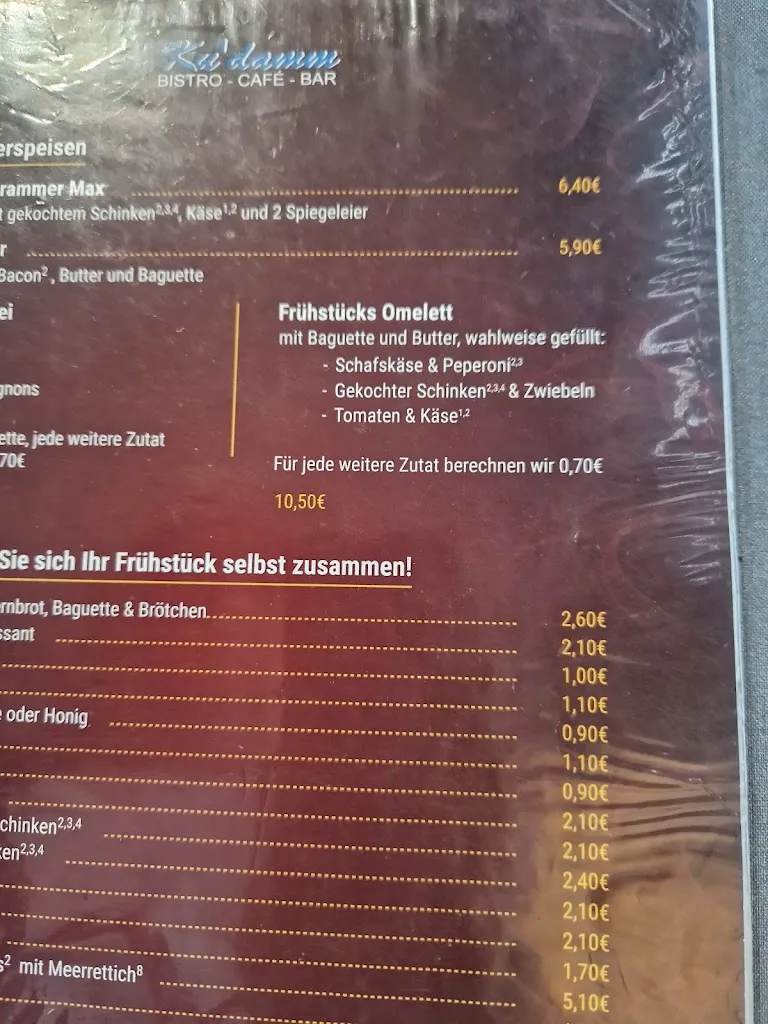 Ku'damm
BISTRO - CAFÉ - BAR
erspeisen
rammer Max 6,40€
t gekochtem Schinken2,3,4, Käse1,2 und 2 Spiegeleier
r 5,90€
Bacon2 , Butter und Baguette
ei
gnons
ette, jede weitere Zutat
70€
Frühstücks Omelett
mit Baguette und Butter, wahlweise gefüllt:
- Schafskäse & Peperoni2,3
- Gekochter Schinken2,3,4 & Zwiebeln
- Tomaten & Käse1,2
Für jede weitere Zutat berechnen wir 0,70€
10,50€
Sie sich Ihr Frühstück selbst zusammen!
rnbrot, Baguette & Brötchen 2,60€
ssant 2,10€
1,00€
1,10€
e oder Honig 0,90€
1,10€
0,90€
2,10€
chinken2,3,4 2,10€
ken2,3,4 2,40€
2,10€
2,10€
1,70€
s2 mit Meerrettich8 5,10€